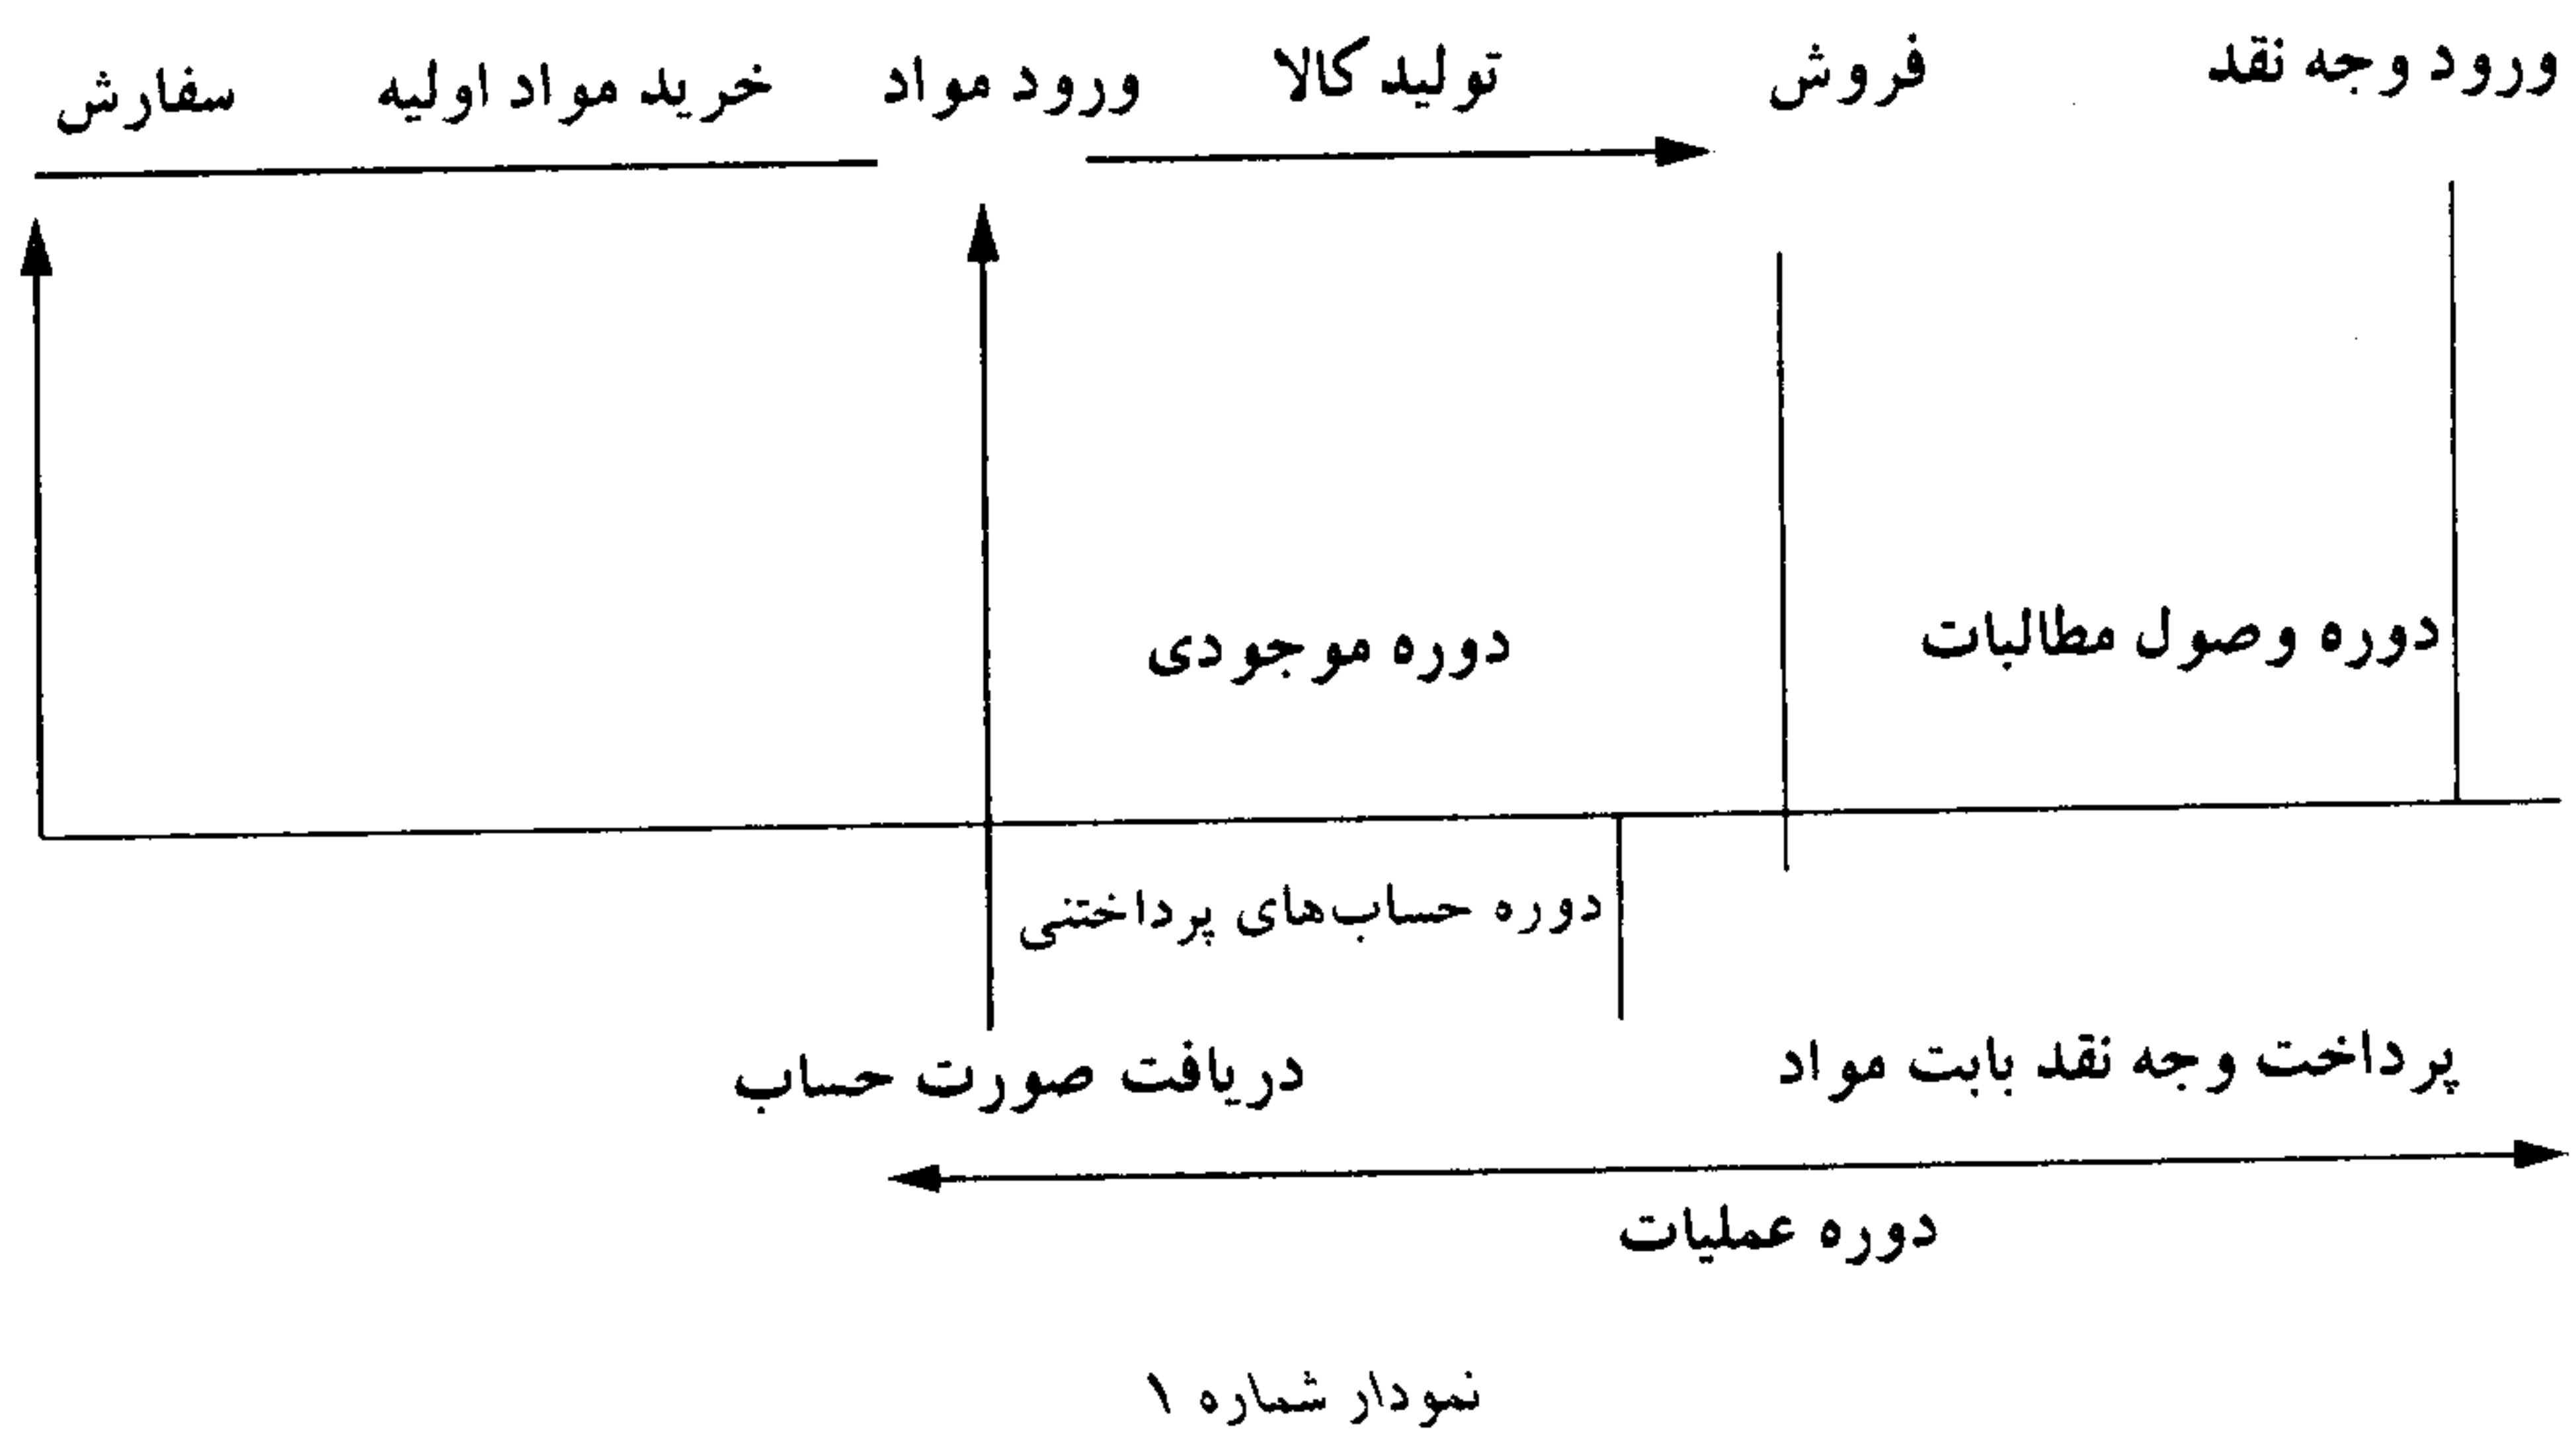 سفارش خرید مواد اولیه ورود مواد تولید کالا فروش ورود وجه نقد
دوره موجودی دوره وصول مطالبات
دوره حساب‌های پرداختنی
دریافت صورت حساب پرداخت وجه نقد بابت مواد
دوره عملیات
نمودار شماره ۱